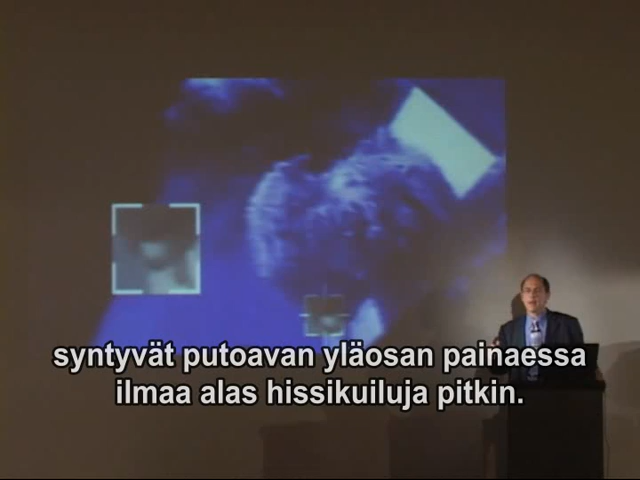 syntyvät putoavan yläosan painaessa
ilmaa alas hissikuiluja pitkin.